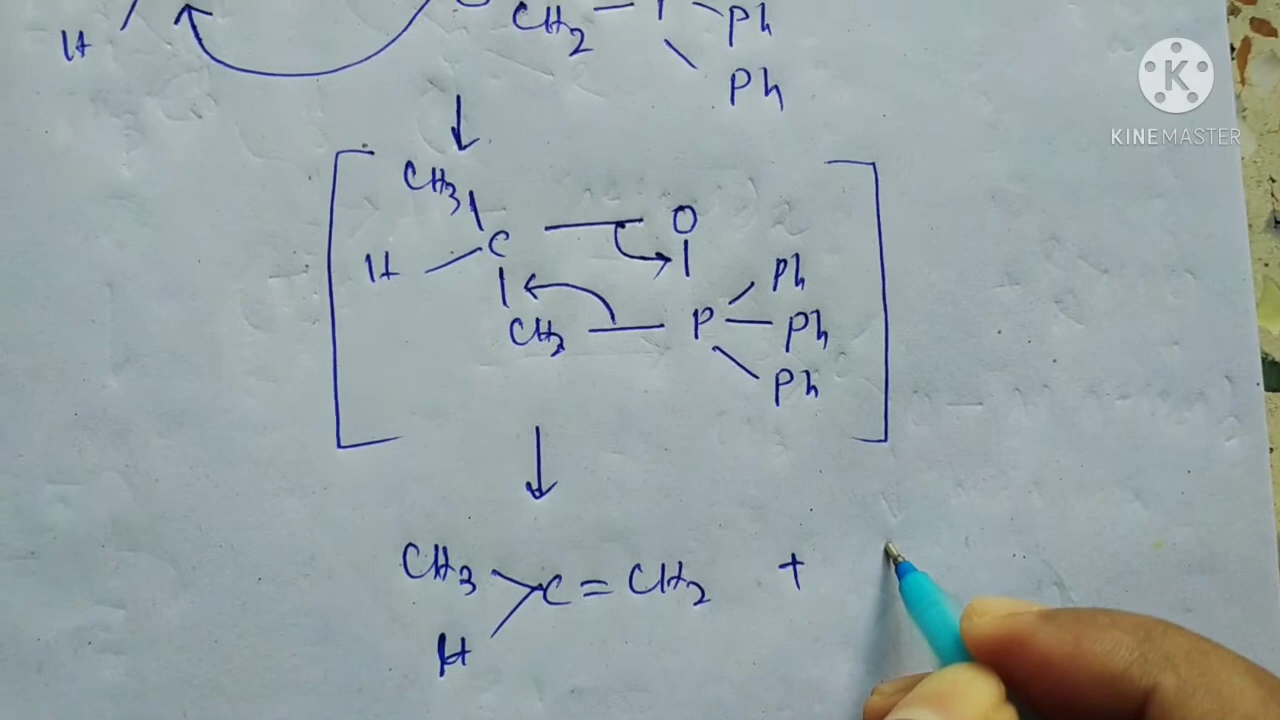 H CH2 – P – Ph
Ph
CH3
C — O
H
Ph
CH2 — P — Ph
Ph
CH3
C = CH2 +
H
K
KINEMASTER